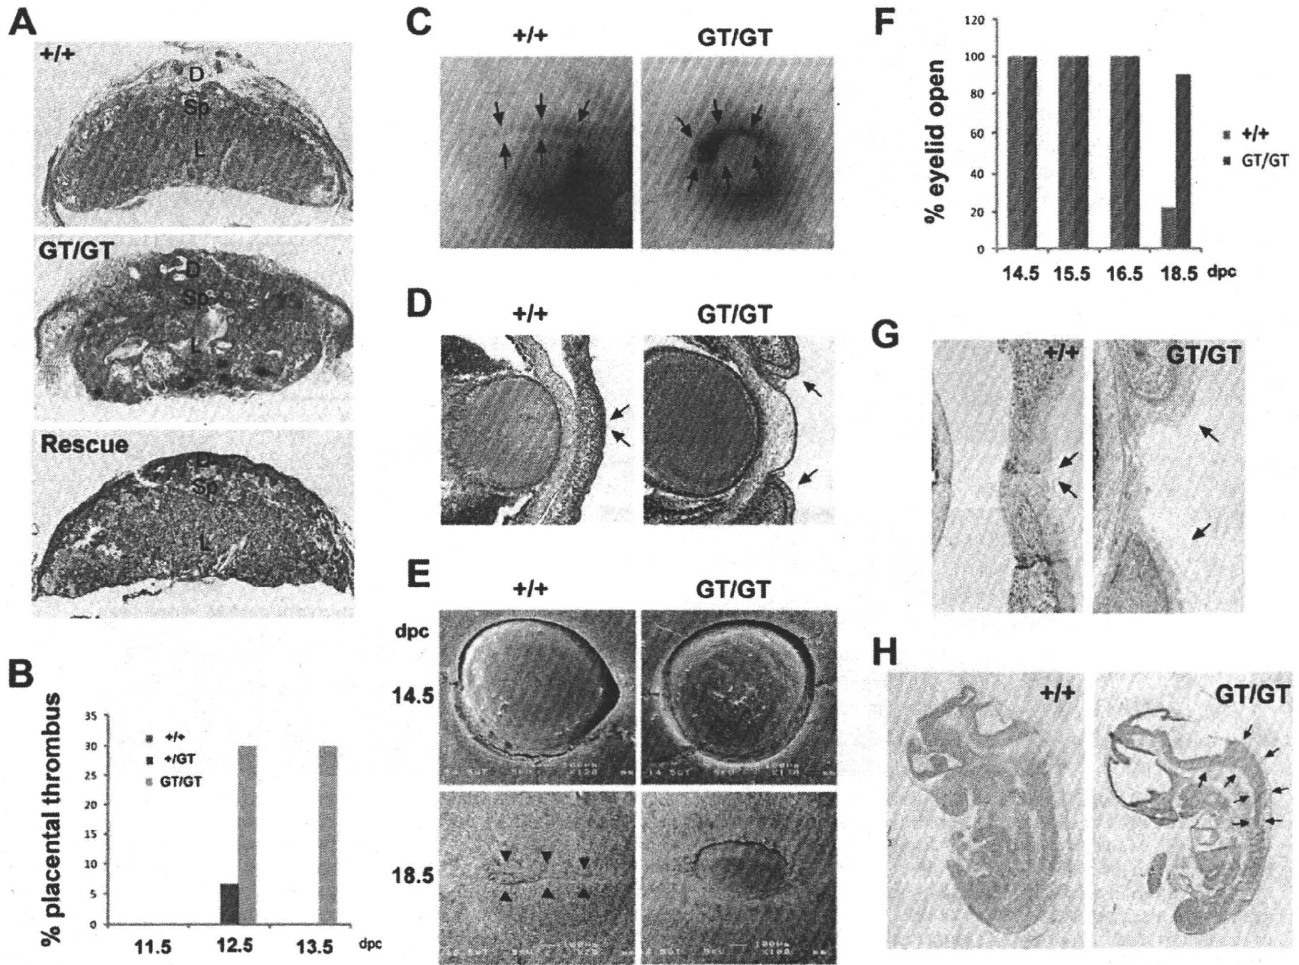 A
+/+
D
Sp
L
GT/GT
D
Sp
L
Rescue
D
Sp
L
B
% placental thrombus
35
30
25
20
15
10
5
0
+/+
+/GT
GT/GT
11.5
12.5
13.5
dpc
C
+/+
GT/GT
D
+/+
GT/GT
E
+/+
GT/GT
dpc
14.5
18.5
F
% eyelid open
120
100
80
60
40
20
0
+/+
GT/GT
14.5
15.5
16.5
18.5
dpc
G
+/+
GT/GT
H
+/+
GT/GT